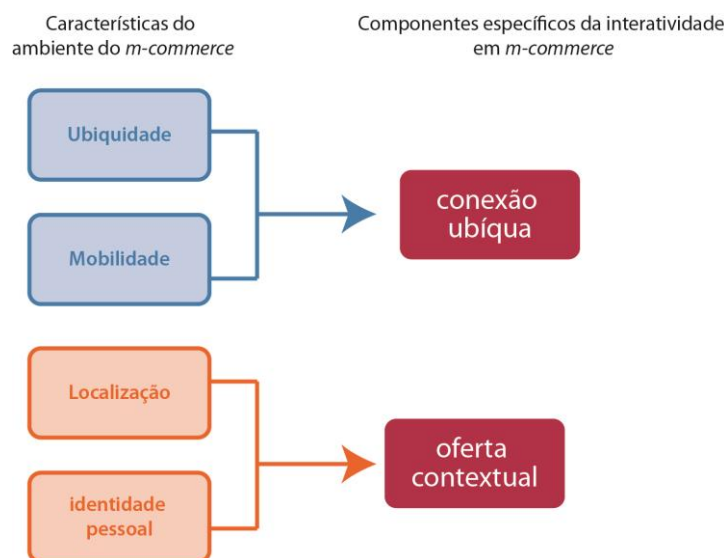 Características do
ambiente do m-commerce
Componentes específicos da interatividade
em m-commerce
Ubiquidade
Mobilidade
conexão
ubíqua
Localização
identidade
pessoal
oferta
contextual